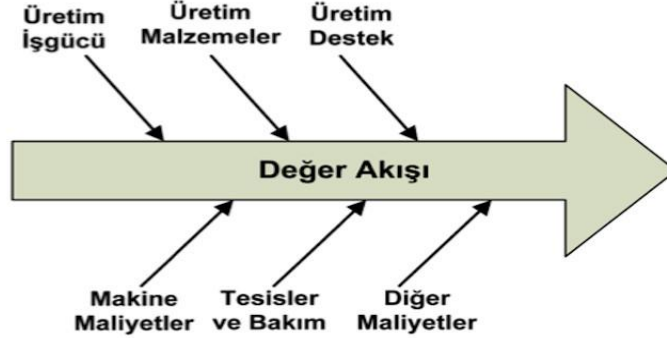 Üretim
İşgücü
Üretim
Malzemeler
Üretim
Destek
Değer Akışı
Makine
Maliyetler
Tesisler
ve Bakım
Diğer
Maliyetler